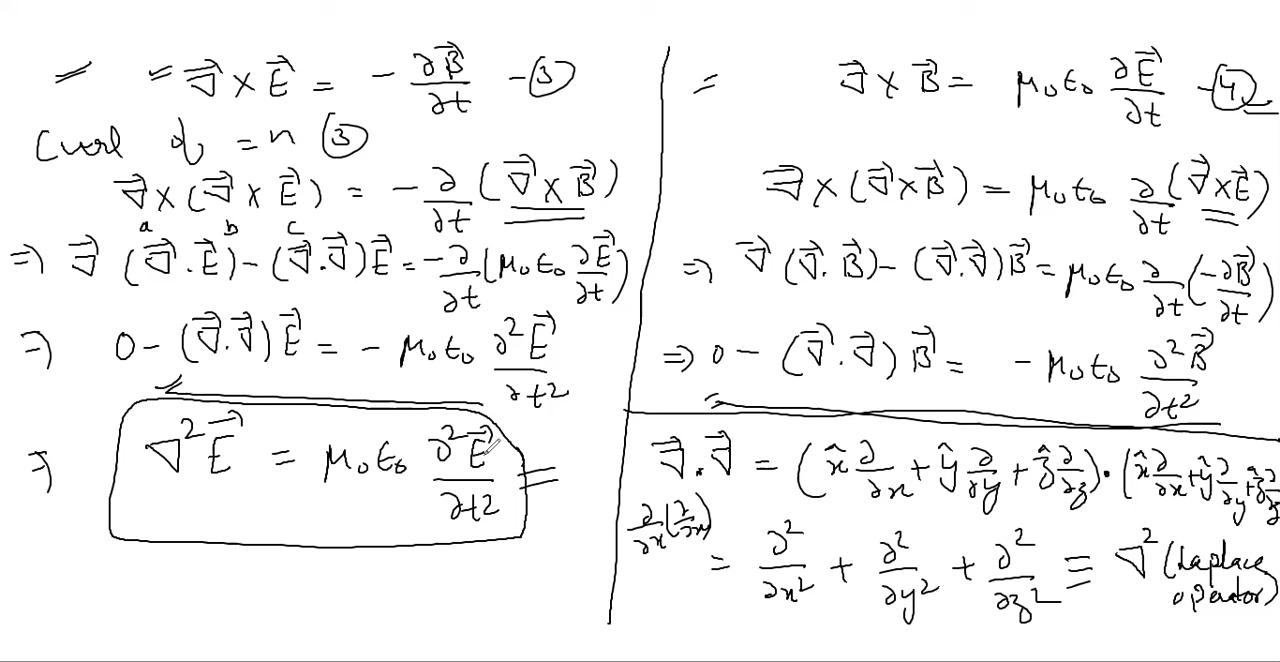 ∇⃗ × E⃗ = − ∂B⃗/∂t −③
Curl of =n ③
∇⃗ × (∇⃗ × E⃗) = − ∂/∂t (∇⃗ × B⃗)
a b c
⇒ ∇⃗ (∇⃗ . E⃗) − (∇⃗ . ∇⃗) E⃗ = − ∂/∂t (μ₀ε₀ ∂E⃗/∂t)
⇒ 0 − (∇⃗ . ∇⃗) E⃗ = − μ₀ε₀ ∂²E⃗/∂t²
⇒ ∇²E⃗ = μ₀ε₀ ∂²E⃗/∂t²
= ∇⃗ × B⃗ = μ₀ε₀ ∂E⃗/∂t −④
∇⃗ × (∇⃗ × B⃗) = μ₀ε₀ ∂/∂t (∇⃗ × E⃗)
⇒ ∇⃗ (∇⃗ . B⃗) − (∇⃗ . ∇⃗) B⃗ = μ₀ε₀ ∂/∂t (−∂B⃗/∂t)
⇒ 0 − (∇⃗ . ∇⃗) B⃗ = − μ₀ε₀ ∂²B⃗/∂t²
∇⃗ . ∇⃗ = (x̂ ∂/∂x + ŷ ∂/∂y + ẑ ∂/∂z) . (x̂ ∂/∂x + ŷ ∂/∂y + ẑ ∂/∂z
∂/∂x (∂/∂x)
= ∂²/∂x² + ∂²/∂y² + ∂²/∂z² ≡ ∇² (Laplace
operator)